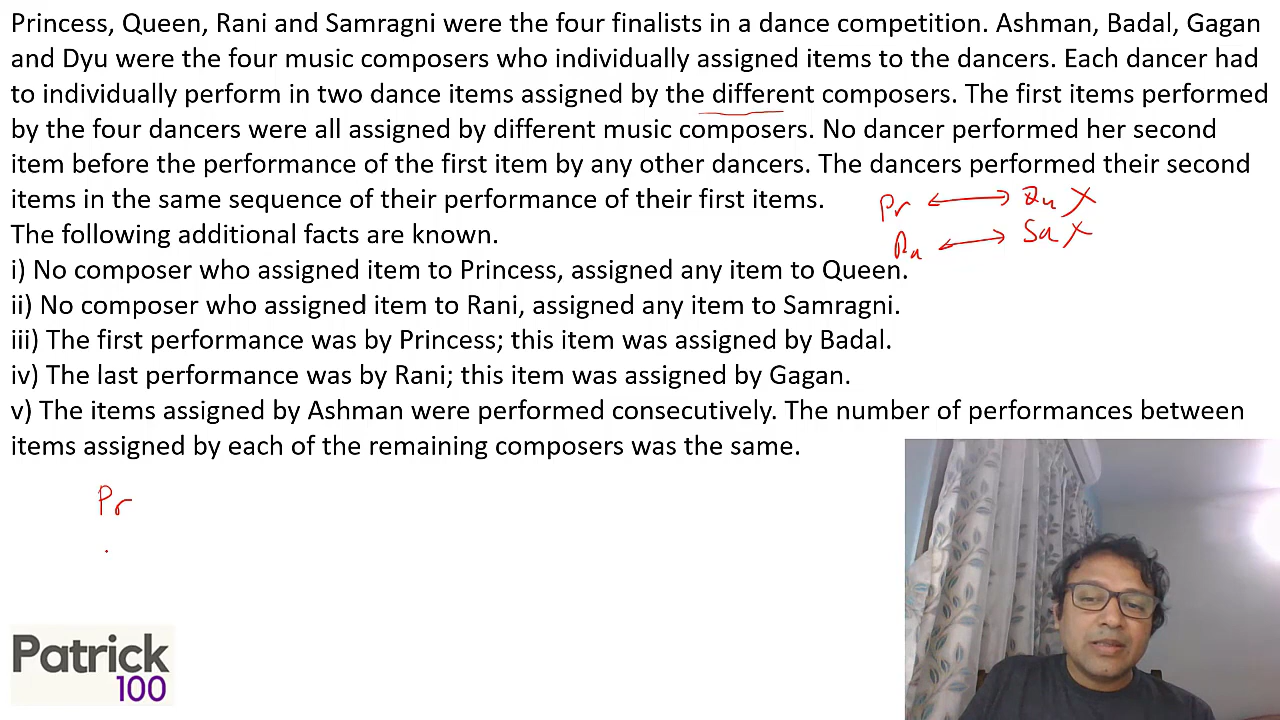 Princess, Queen, Rani and Samragni were the four finalists in a dance competition. Ashman, Badal, Gagan
and Dyu were the four music composers who individually assigned items to the dancers. Each dancer had
to individually perform in two dance items assigned by the different composers. The first items performed
by the four dancers were all assigned by different music composers. No dancer performed her second
item before the performance of the first item by any other dancers. The dancers performed their second
items in the same sequence of their performance of their first items.
Pr ⟷ Qu X
Ra ⟷ Sa X
The following additional facts are known.
i) No composer who assigned item to Princess, assigned any item to Queen.
ii) No composer who assigned item to Rani, assigned any item to Samragni.
iii) The first performance was by Princess; this item was assigned by Badal.
iv) The last performance was by Rani; this item was assigned by Gagan.
v) The items assigned by Ashman were performed consecutively. The number of performances between
items assigned by each of the remaining composers was the same.
Pr
Patrick
100